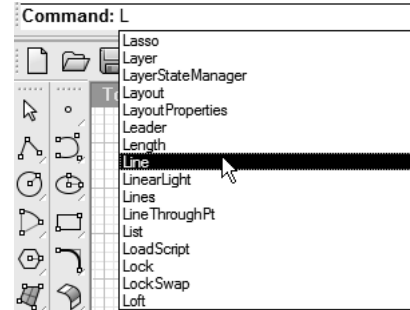 Command: L
Lasso
Layer
LayerStateManager
Layout
LayoutProperties
Leader
Length
Line
LinearLight
Lines
LineThroughPt
List
LoadScript
Lock
LockSwap
Loft